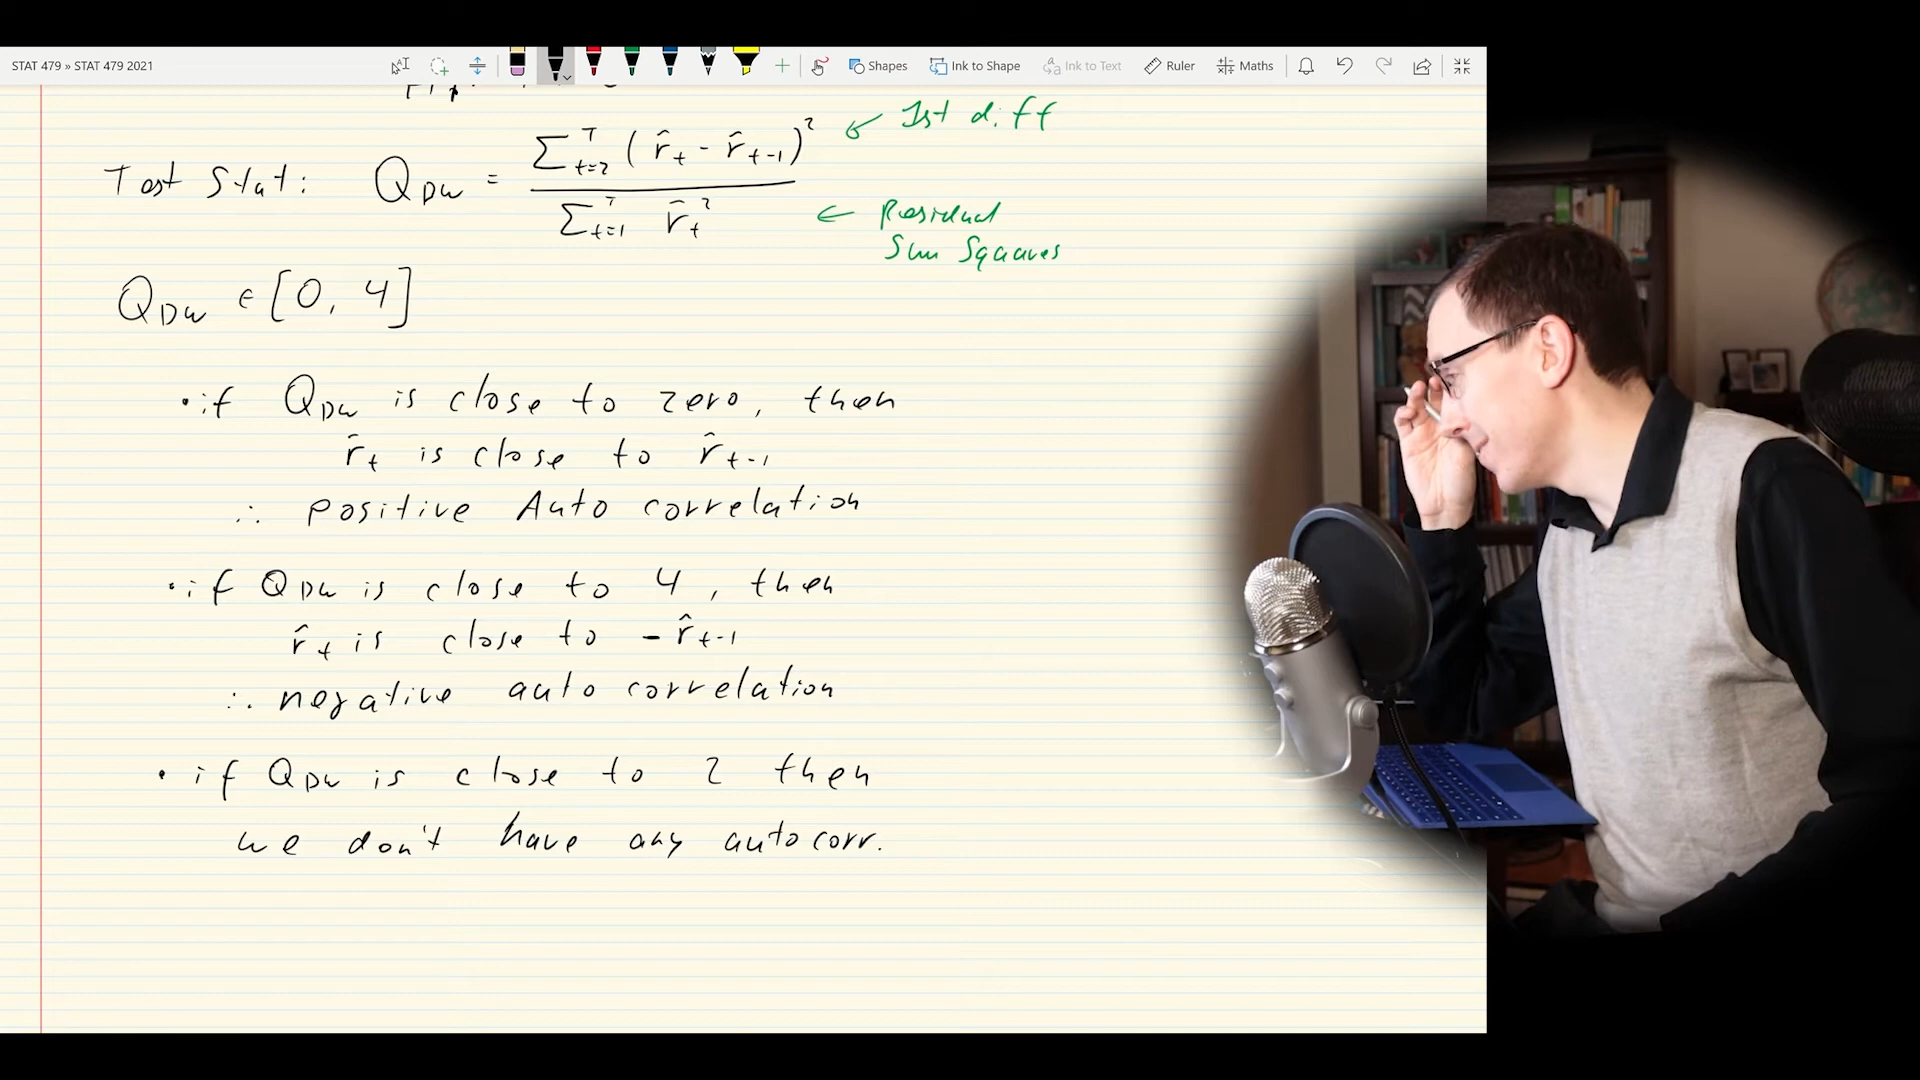 STAT 479 » STAT 479 2021
Shapes
Ink to Shape
Ink to Text
Ruler
Maths
Test Stat: Q_DW = ∑_{t=2}^T (r̂_t - r̂_{t-1})² / ∑_{t=1}^T r̂_t²
← 1st diff
← Residual
Sum Squares
Q_DW ∈ [0, 4]
• if Q_DW is close to zero, then
r̂_t is close to r̂_{t-1}
∴ positive Auto correlation
• if Q_DW is close to 4, then
r̂_t is close to - r̂_{t-1}
∴ negative auto correlation
• if Q_DW is close to 2 then
we don't have any autocorr.